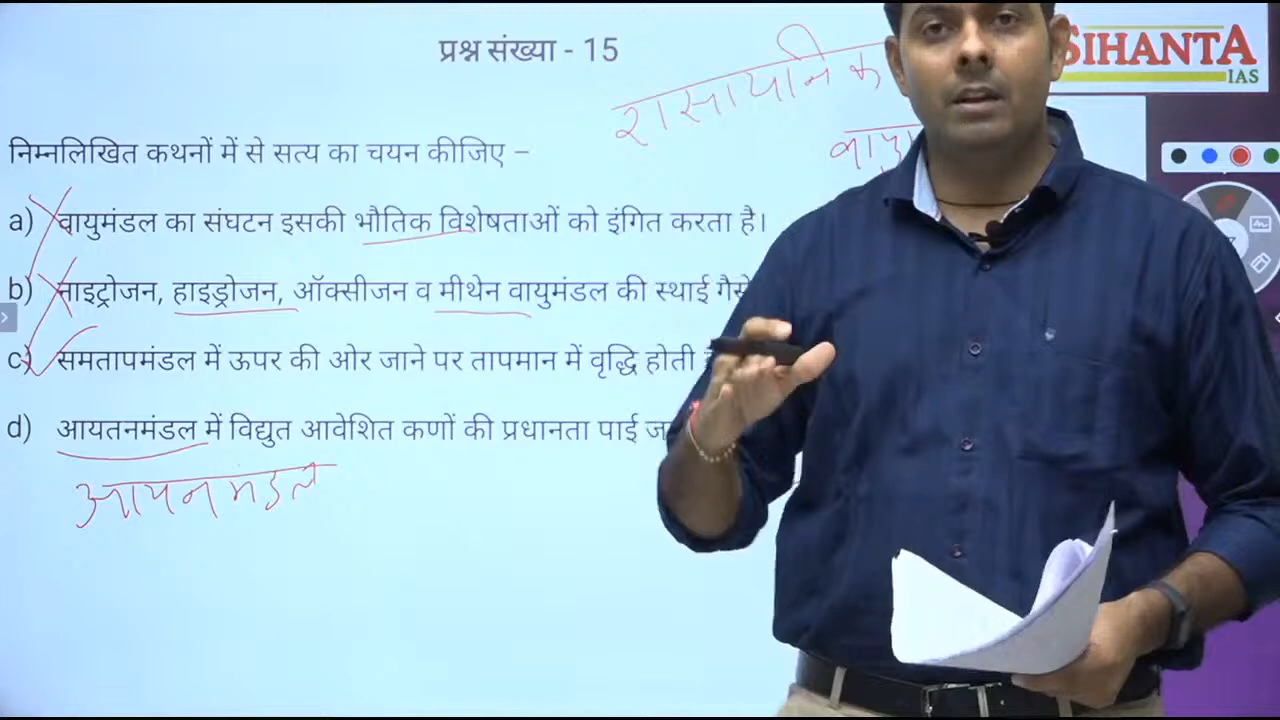 प्रश्न संख्या - 15
SIHANTA
IAS
रासायनिक
वायु
निम्नलिखित कथनों में से सत्य का चयन कीजिए –
a) वायुमंडल का संघटन इसकी भौतिक विशेषताओं को इंगित करता है।
b) नाइट्रोजन, हाइड्रोजन, ऑक्सीजन व मीथेन वायुमंडल की स्थाई गैसे
c) समतापमंडल में ऊपर की ओर जाने पर तापमान में वृद्धि होती
d) आयतनमंडल में विद्युत आवेशित कणों की प्रधानता पाई
आयनमंडल